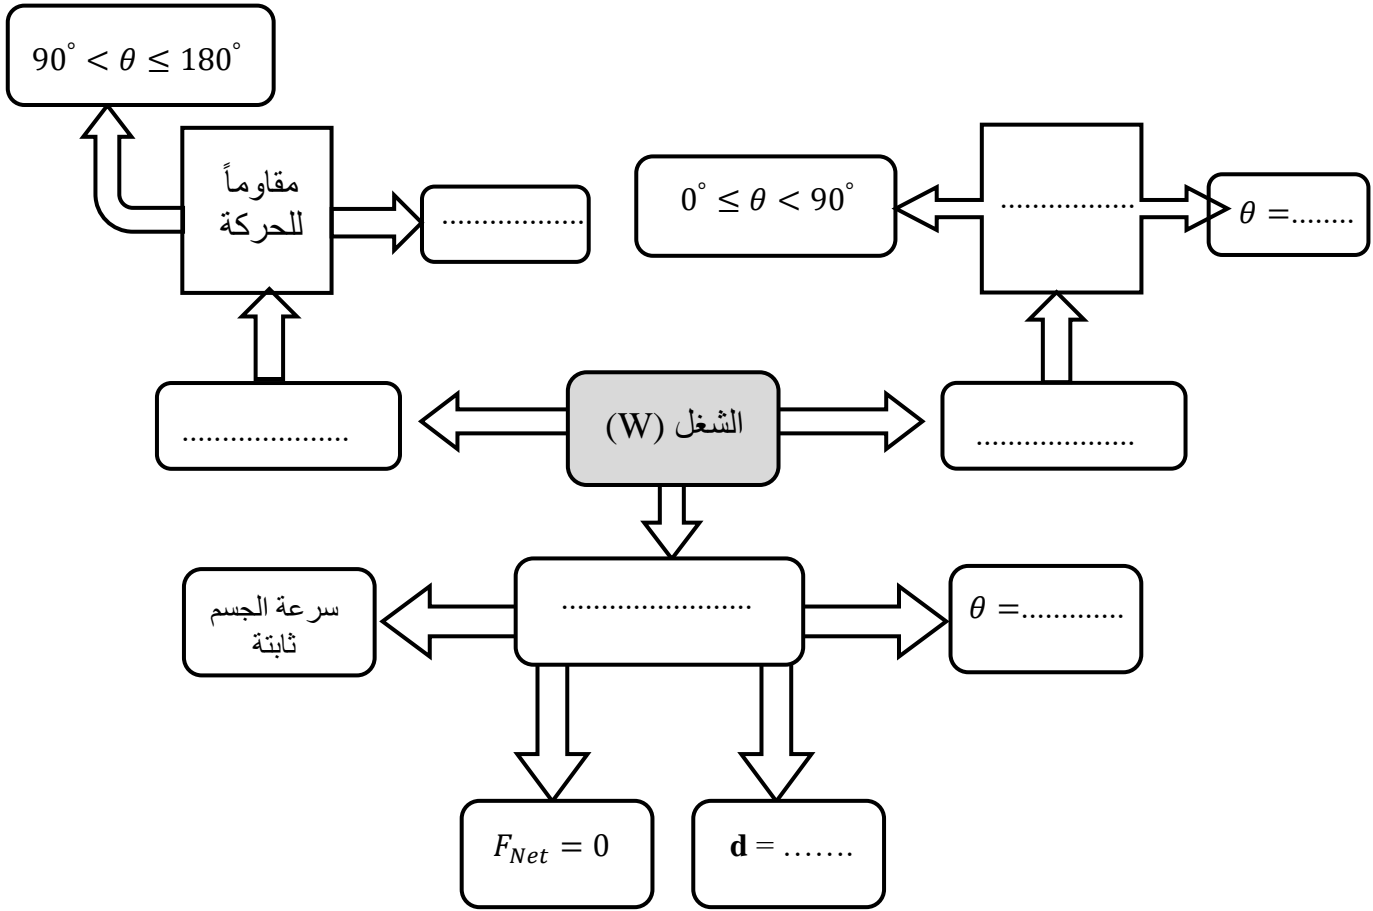 90° < θ ≤ 180°
مقاوماً
للحركة
..................
0° ≤ θ < 90°
.................
θ =........
.....................
الشغل (W)
....................
سرعة الجسم
ثابتة
........................
θ =.............
F_Net = 0
d = .......